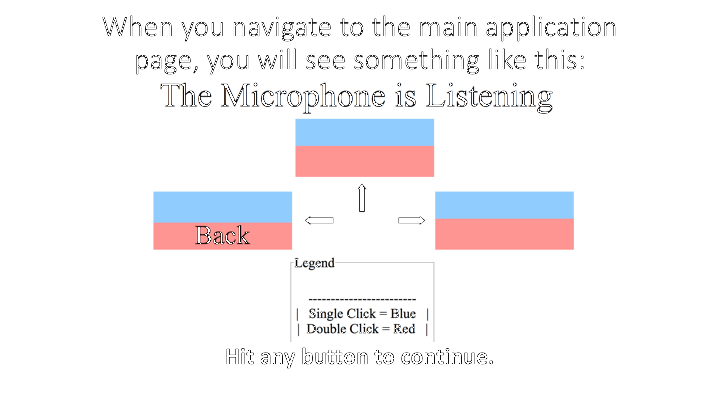 When you navigate to the main application
page, you will see something like this:
The Microphone is Listening
Back
Legend
------------------------
| Single Click = Blue |
| Double Click = Red |
Hit any button to continue.